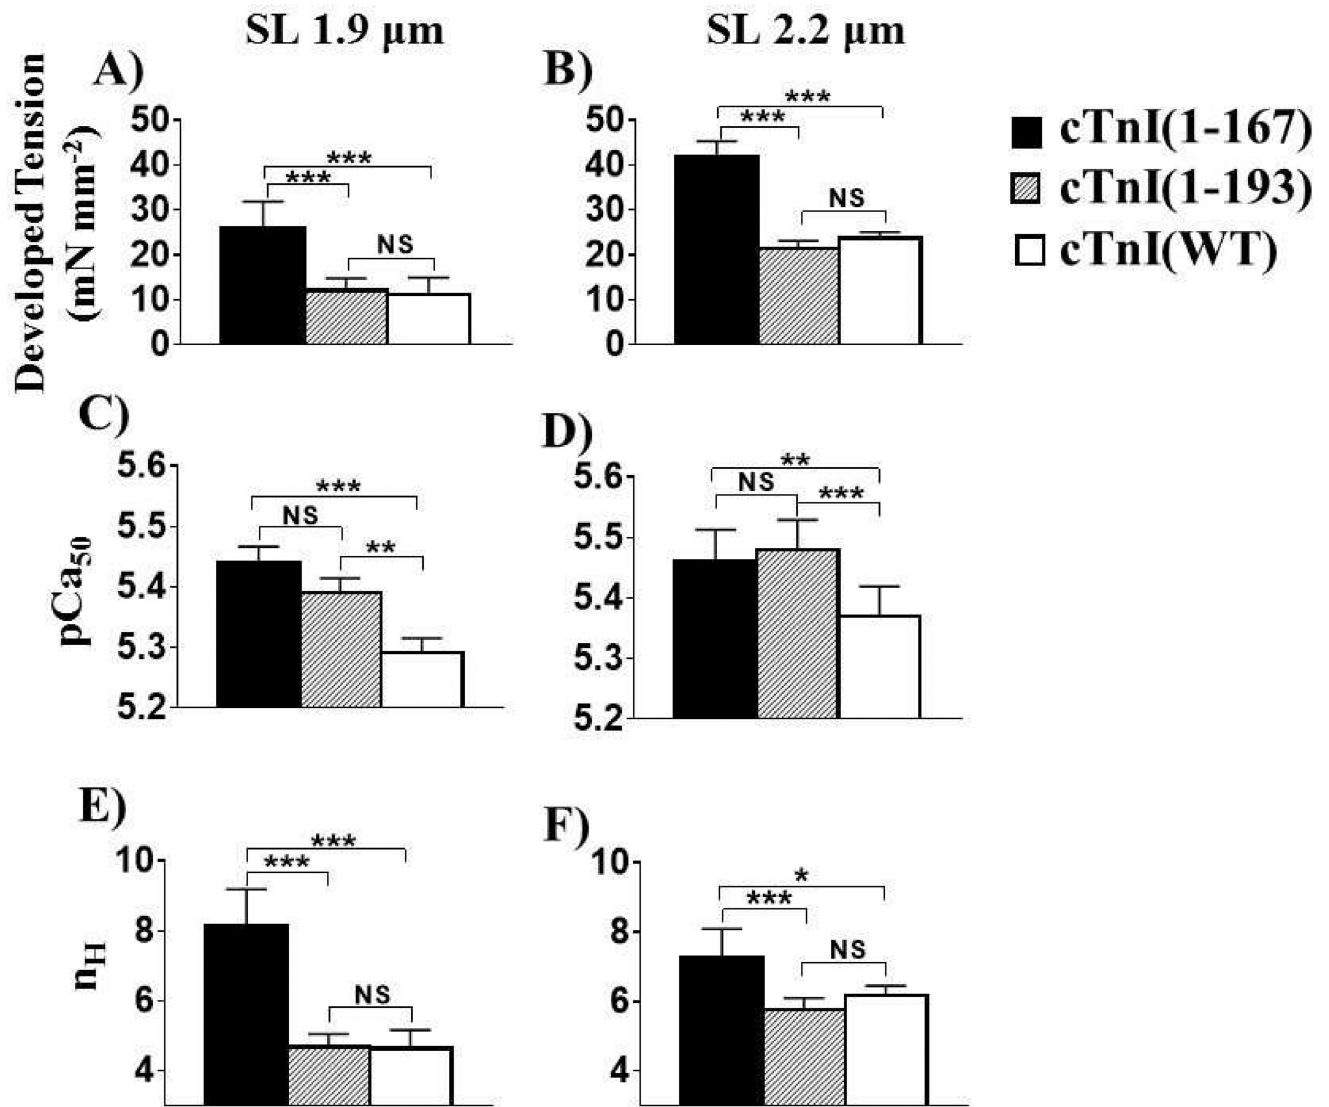 SL 1.9 µm
SL 2.2 µm
A)
B)
Developed Tension
(mN mm⁻²)
50
40
30
20
10
0
***
***
NS
50
40
30
20
10
0
***
***
NS
cTnI(1-167)
cTnI(1-193)
cTnI(WT)
C)
D)
pCa₅₀
5.6
5.5
5.4
5.3
5.2
***
NS
**
5.6
5.5
5.4
5.3
5.2
**
NS
***
E)
F)
n_H
10
8
6
4
***
***
NS
10
8
6
4
*
***
NS